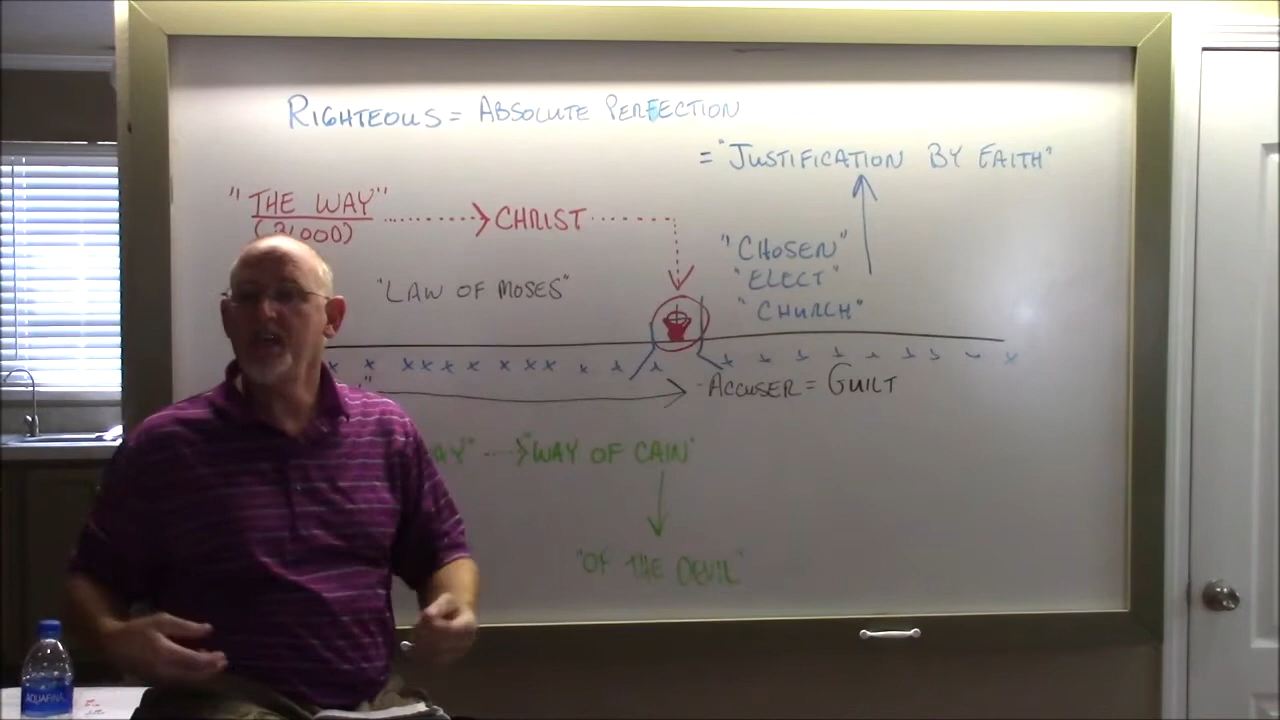 RIGHTEOUS = ABSOLUTE PERFECTION
= "JUSTIFICATION BY FAITH"
"THE WAY" > CHRIST
"CHOSEN"
"ELECT"
"CHURCH"
"LAW OF MOSES"
x x x x x x x x x x x x
ACCUSER = GUILT
AY" > "WAY OF CAIN"
"OF THE DEVIL"
AQUAFINA